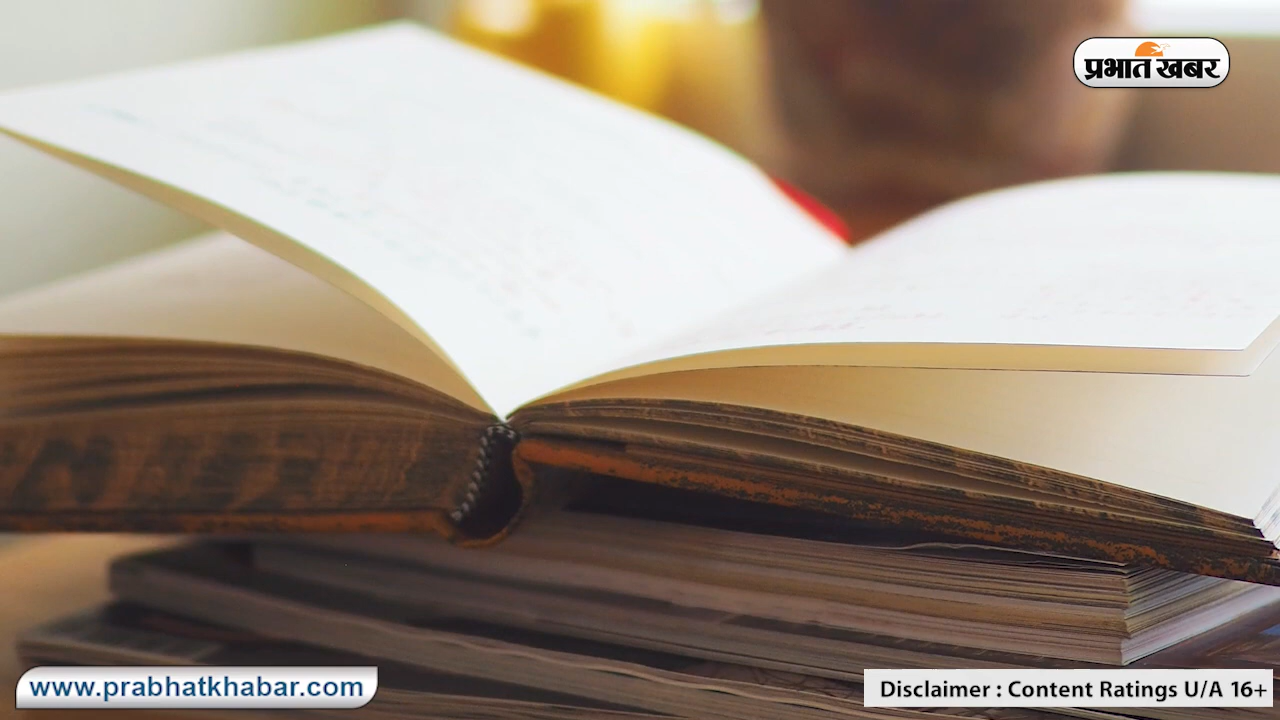 प्रभात खबर
www.prabhatkhabar.com
Disclaimer : Content Ratings U/A 16+